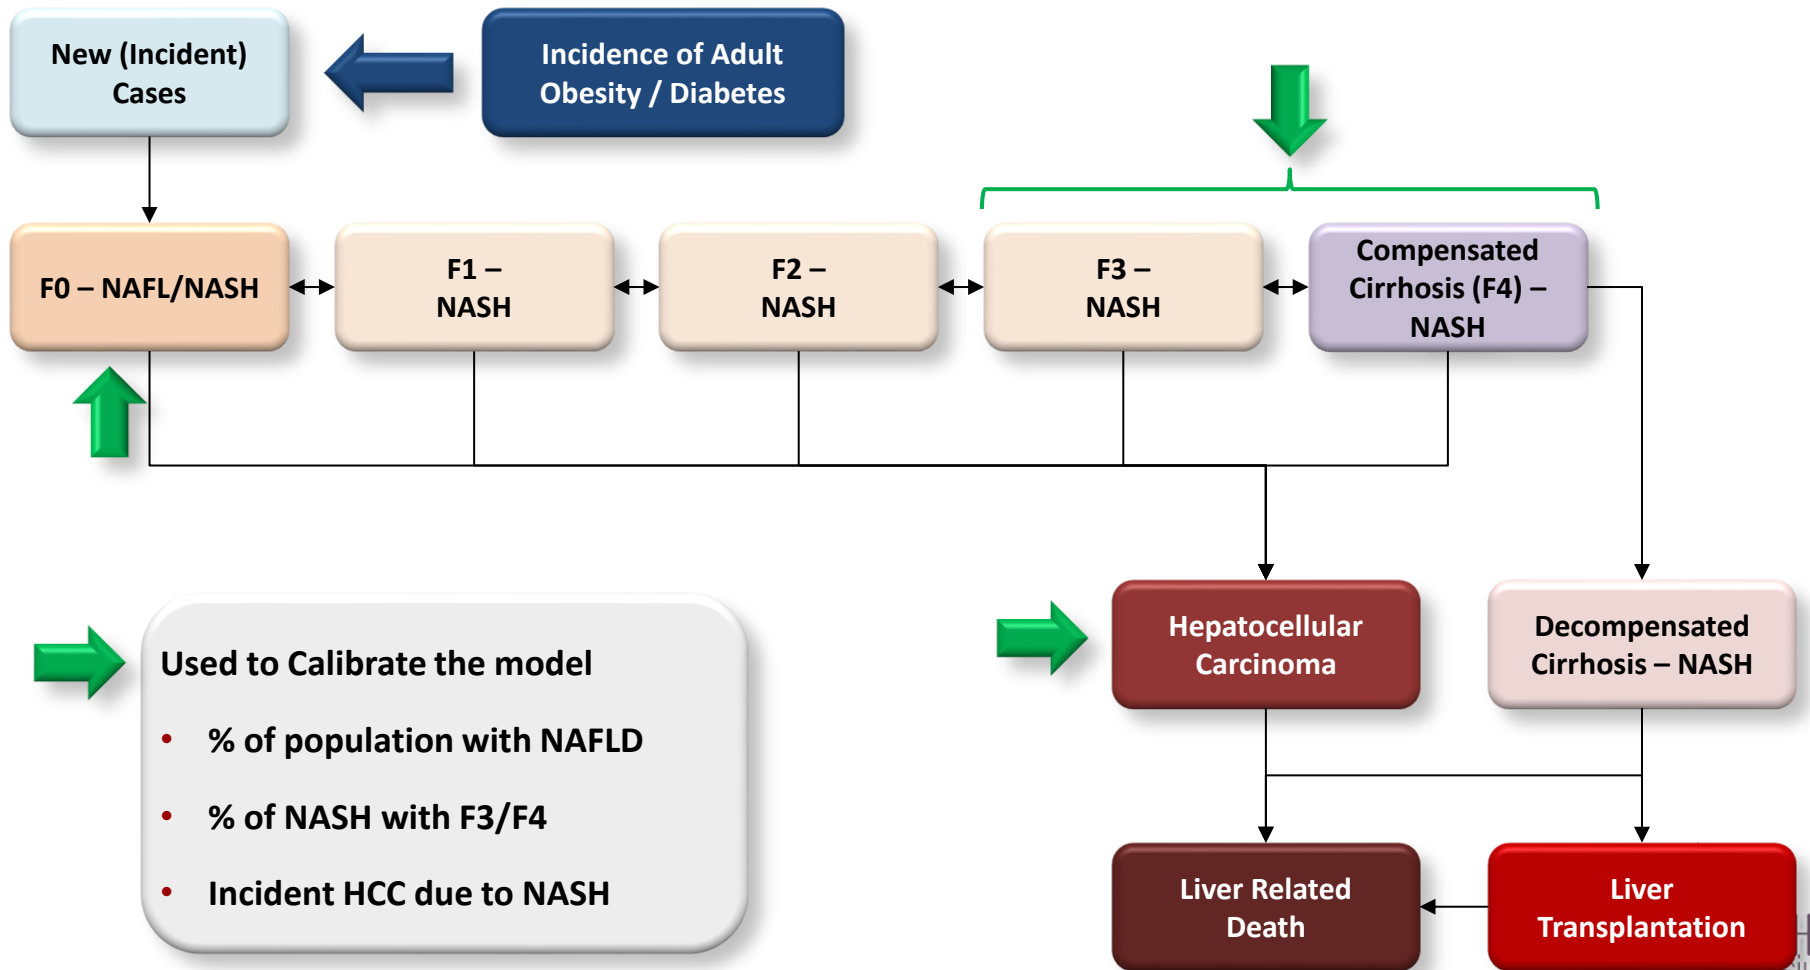 New (Incident)
Cases
Incidence of Adult
Obesity / Diabetes
F0 – NAFL/NASH
F1 –
NASH
F2 –
NASH
F3 –
NASH
Compensated
Cirrhosis (F4) –
NASH
Used to Calibrate the model
• % of population with NAFLD
• % of NASH with F3/F4
• Incident HCC due to NASH
Hepatocellular
Carcinoma
Decompensated
Cirrhosis – NASH
Liver Related
Death
Liver
Transplantation